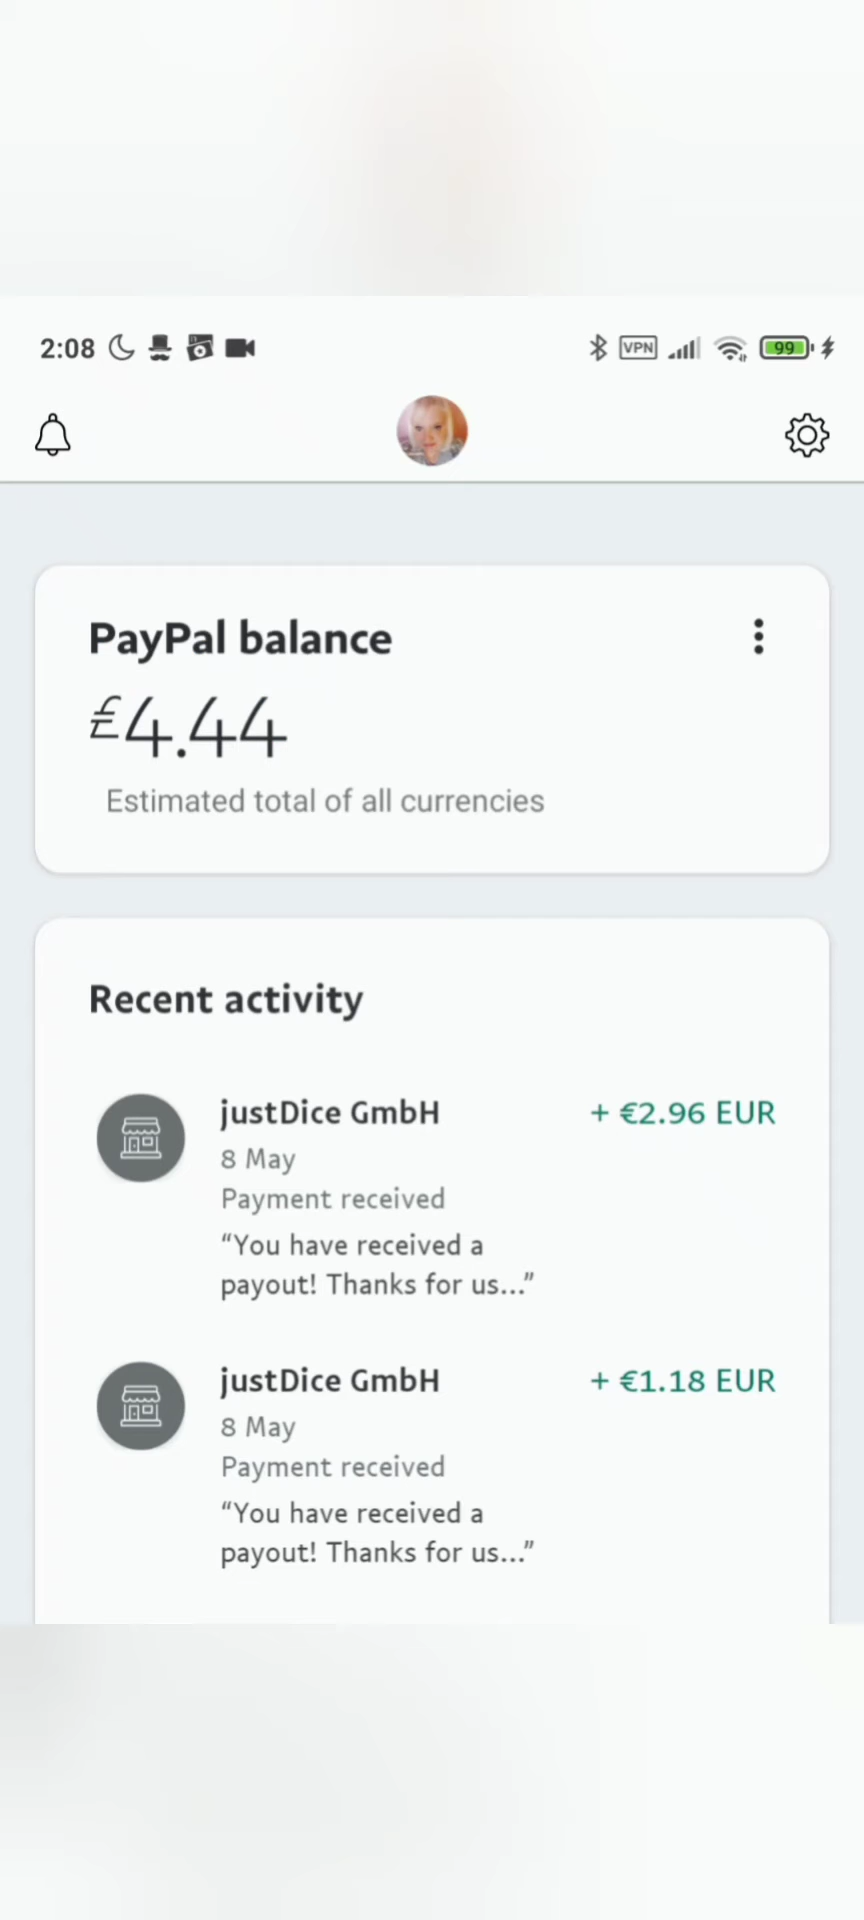 2:08 VPN 99
PayPal balance
£4.44
Estimated total of all currencies
Recent activity
justDice GmbH + €2.96 EUR
8 May
Payment received
“You have received a
payout! Thanks for us...”
justDice GmbH + €1.18 EUR
8 May
Payment received
“You have received a
payout! Thanks for us...”